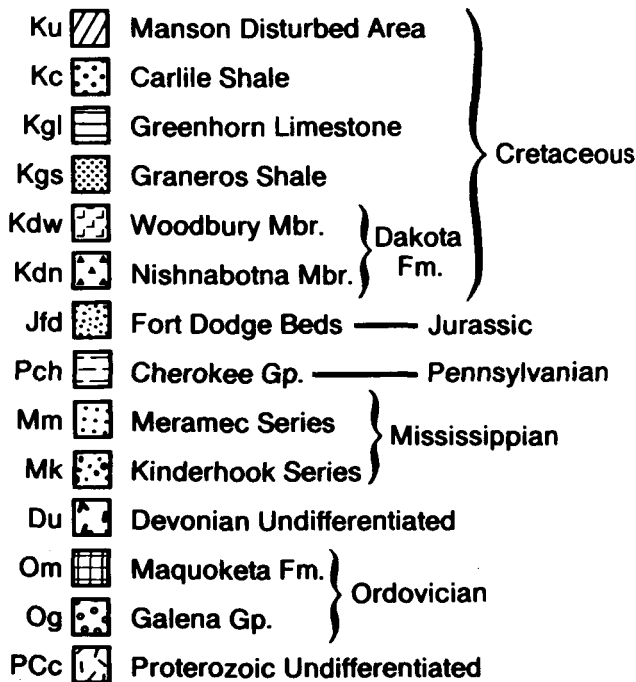 Ku Manson Disturbed Area
Kc Carlile Shale
Kgl Greenhorn Limestone
Cretaceous
Kgs Graneros Shale
Kdw Woodbury Mbr.
Dakota
Fm.
Kdn Nishnabotna Mbr.
Jfd Fort Dodge Beds Jurassic
Pch Cherokee Gp. Pennsylvanian
Mm Meramec Series
Mississippian
Mk Kinderhook Series
Du Devonian Undifferentiated
Om Maquoketa Fm.
Ordovician
Og Galena Gp.
PCc Proterozoic Undifferentiated